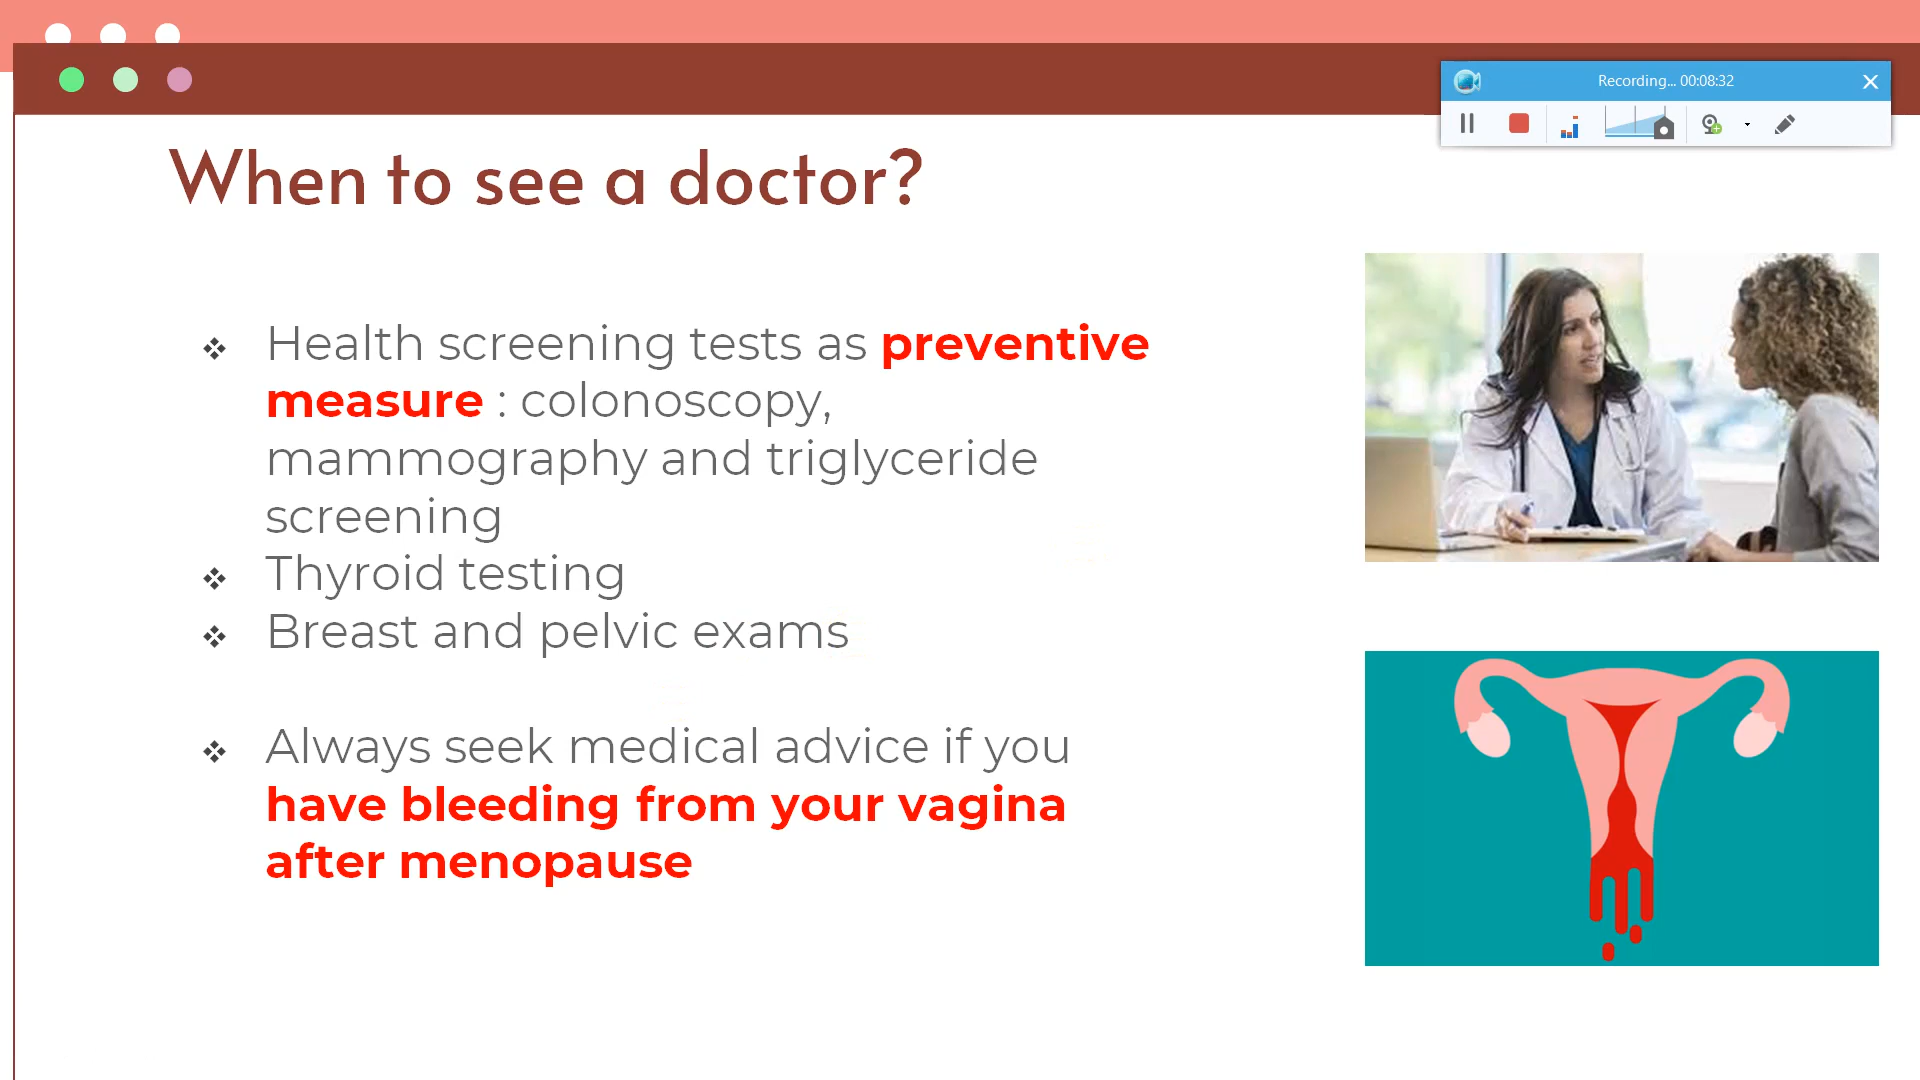 Recording... 00:08:32
When to see a doctor?
❖ Health screening tests as preventive
measure : colonoscopy,
mammography and triglyceride
screening
❖ Thyroid testing
❖ Breast and pelvic exams
❖ Always seek medical advice if you
have bleeding from your vagina
after menopause